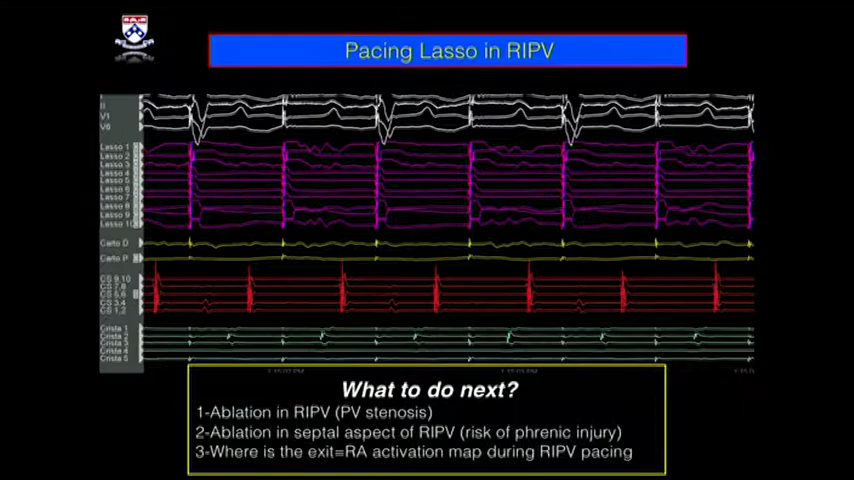 Pacing Lasso in RIPV
II
V1
V6
Lasso 1
Lasso 2
Lasso 3
Lasso 4
Lasso 5
Lasso 6
Lasso 7
Lasso 8
Lasso 9
Lasso 10
Carto D
Carto P
CS 9,10
CS 7,8
CS 5,6
CS 3,4
CS 1,2
Crista 1
Crista 2
Crista 3
Crista 4
Crista 5
What to do next?
1-Ablation in RIPV (PV stenosis)
2-Ablation in septal aspect of RIPV (risk of phrenic injury)
3-Where is the exit=RA activation map during RIPV pacing